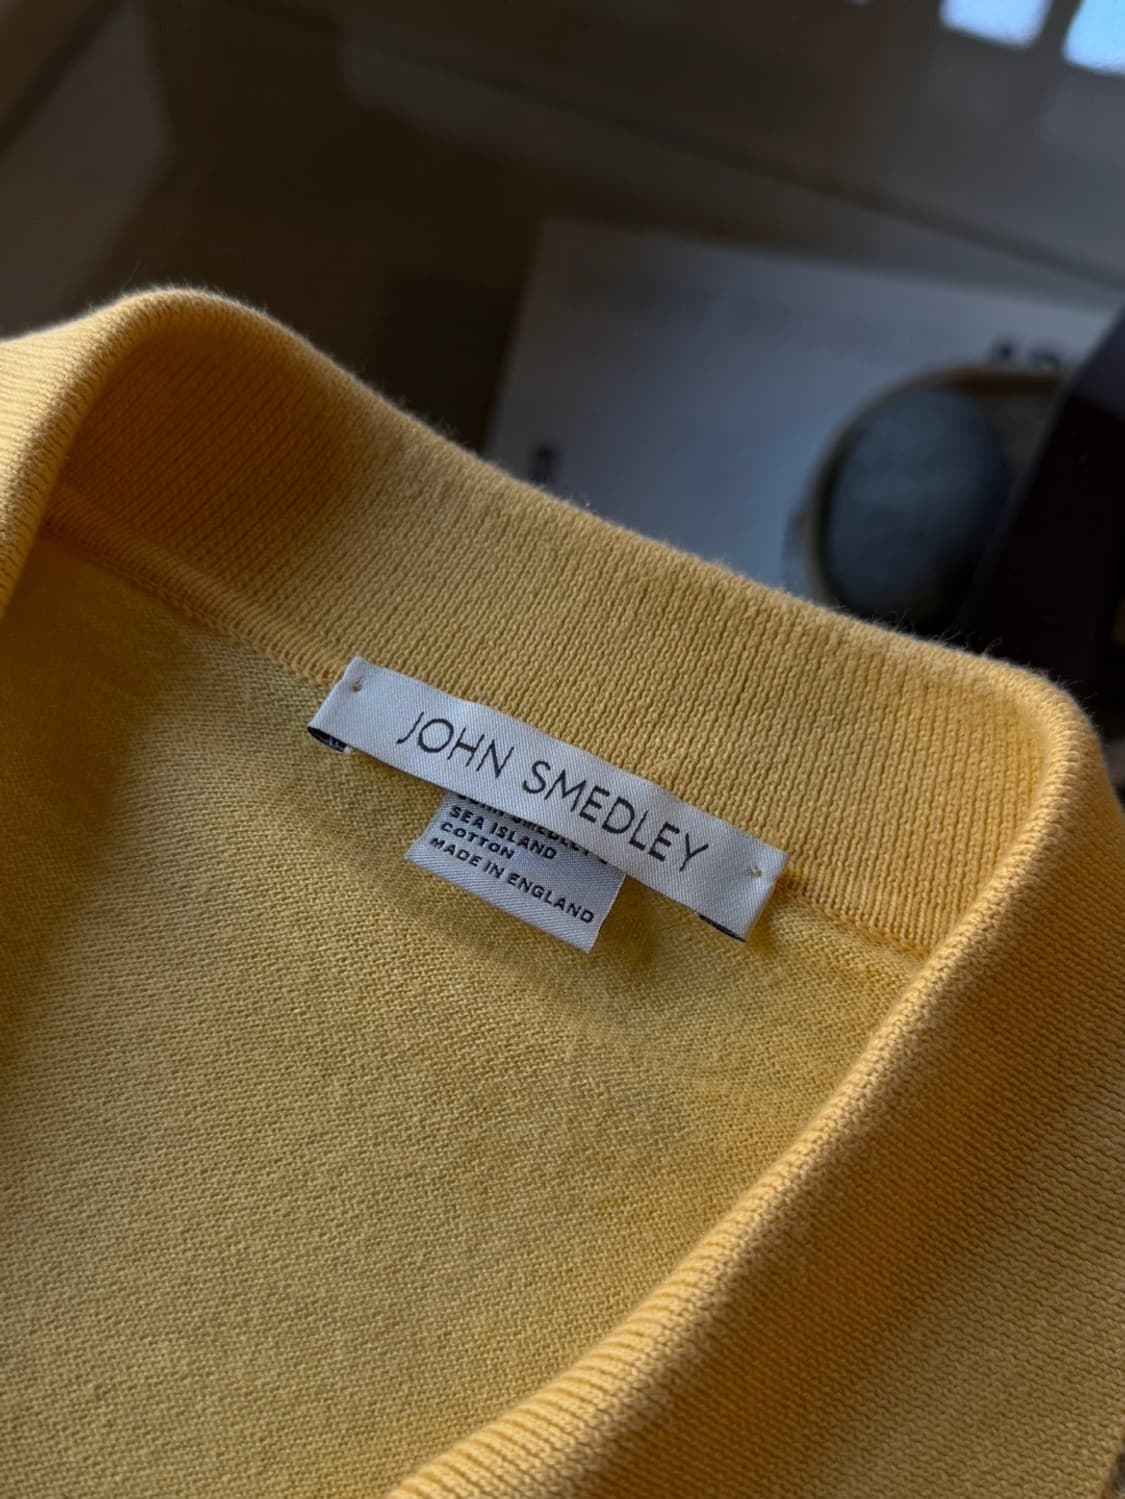 JOHN SMEDLEY
SEA ISLAND
COTTON
MADE IN ENGLAND